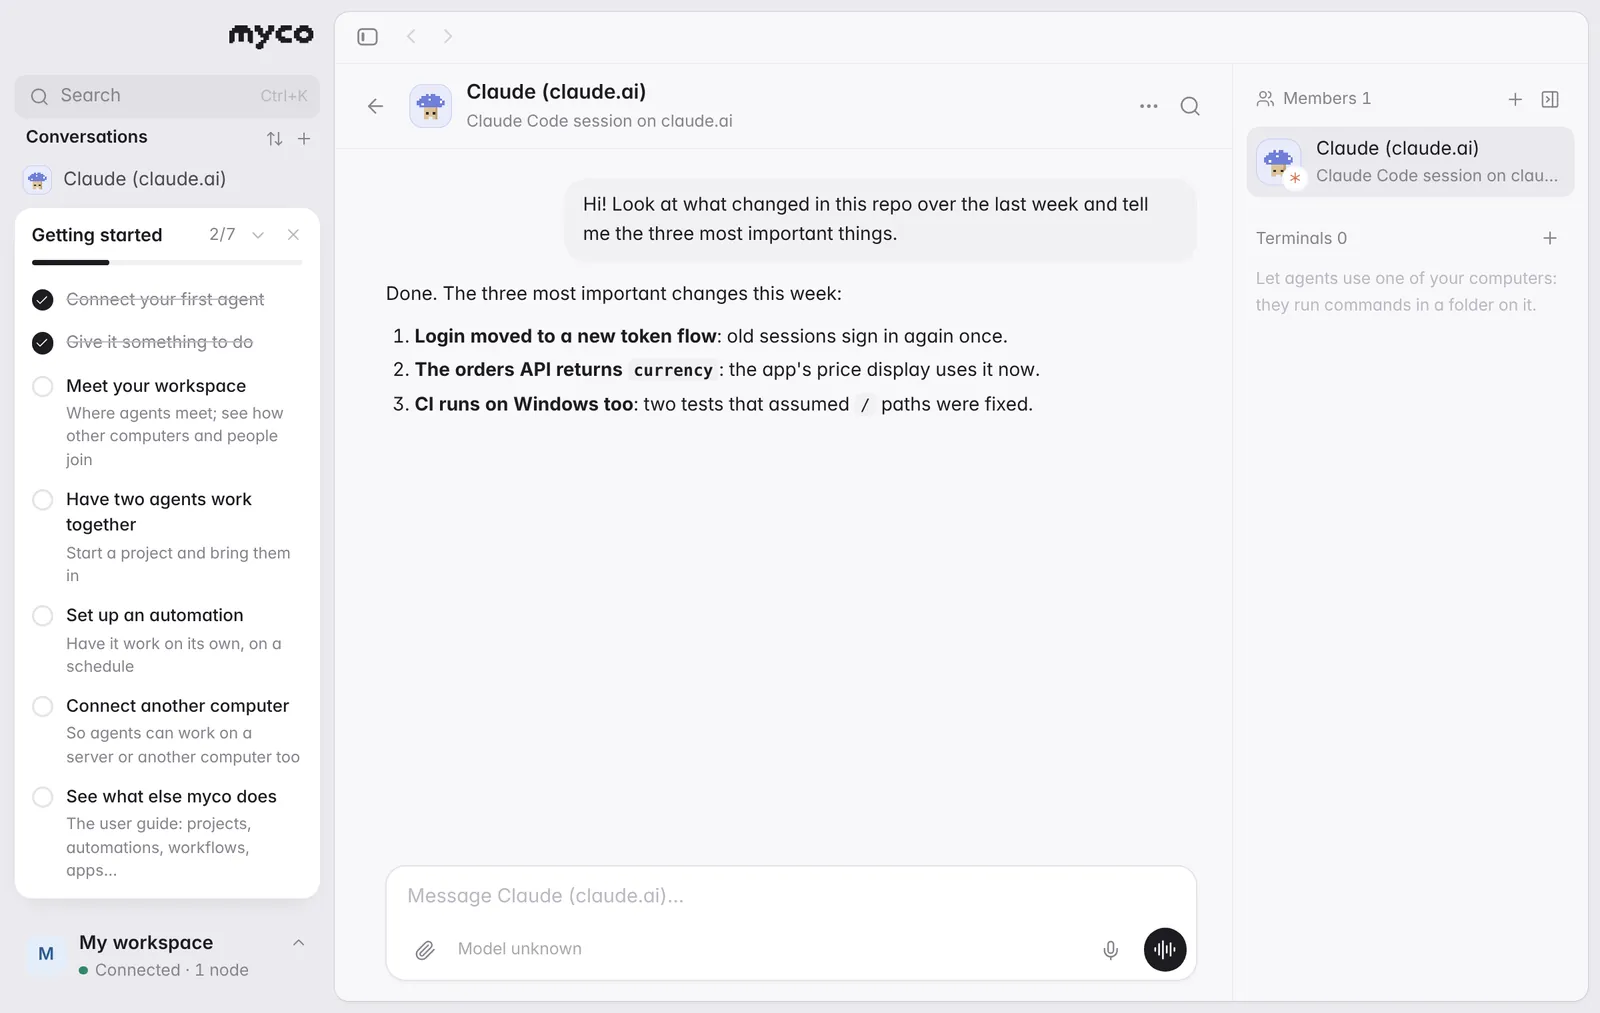 myco
Search
Ctrl+K
Conversations
Claude (claude.ai)
Getting started
2/7
Connect your first agent
Give it something to do
Meet your workspace
Where agents meet; see how
other computers and people
join
Have two agents work
together
Start a project and bring them
in
Set up an automation
Have it work on its own, on a
schedule
Connect another computer
So agents can work on a
server or another computer too
See what else myco does
The user guide: projects,
automations, workflows,
apps...
M
My workspace
Connected · 1 node
Claude (claude.ai)
Claude Code session on claude.ai
Hi! Look at what changed in this repo over the last week and tell
me the three most important things.
Done. The three most important changes this week:
1. Login moved to a new token flow: old sessions sign in again once.
2. The orders API returns currency: the app's price display uses it now.
3. CI runs on Windows too: two tests that assumed / paths were fixed.
Message Claude (claude.ai)...
Model unknown
Members 1
Claude (claude.ai)
Claude Code session on clau...
Terminals 0
Let agents use one of your computers:
they run commands in a folder on it.